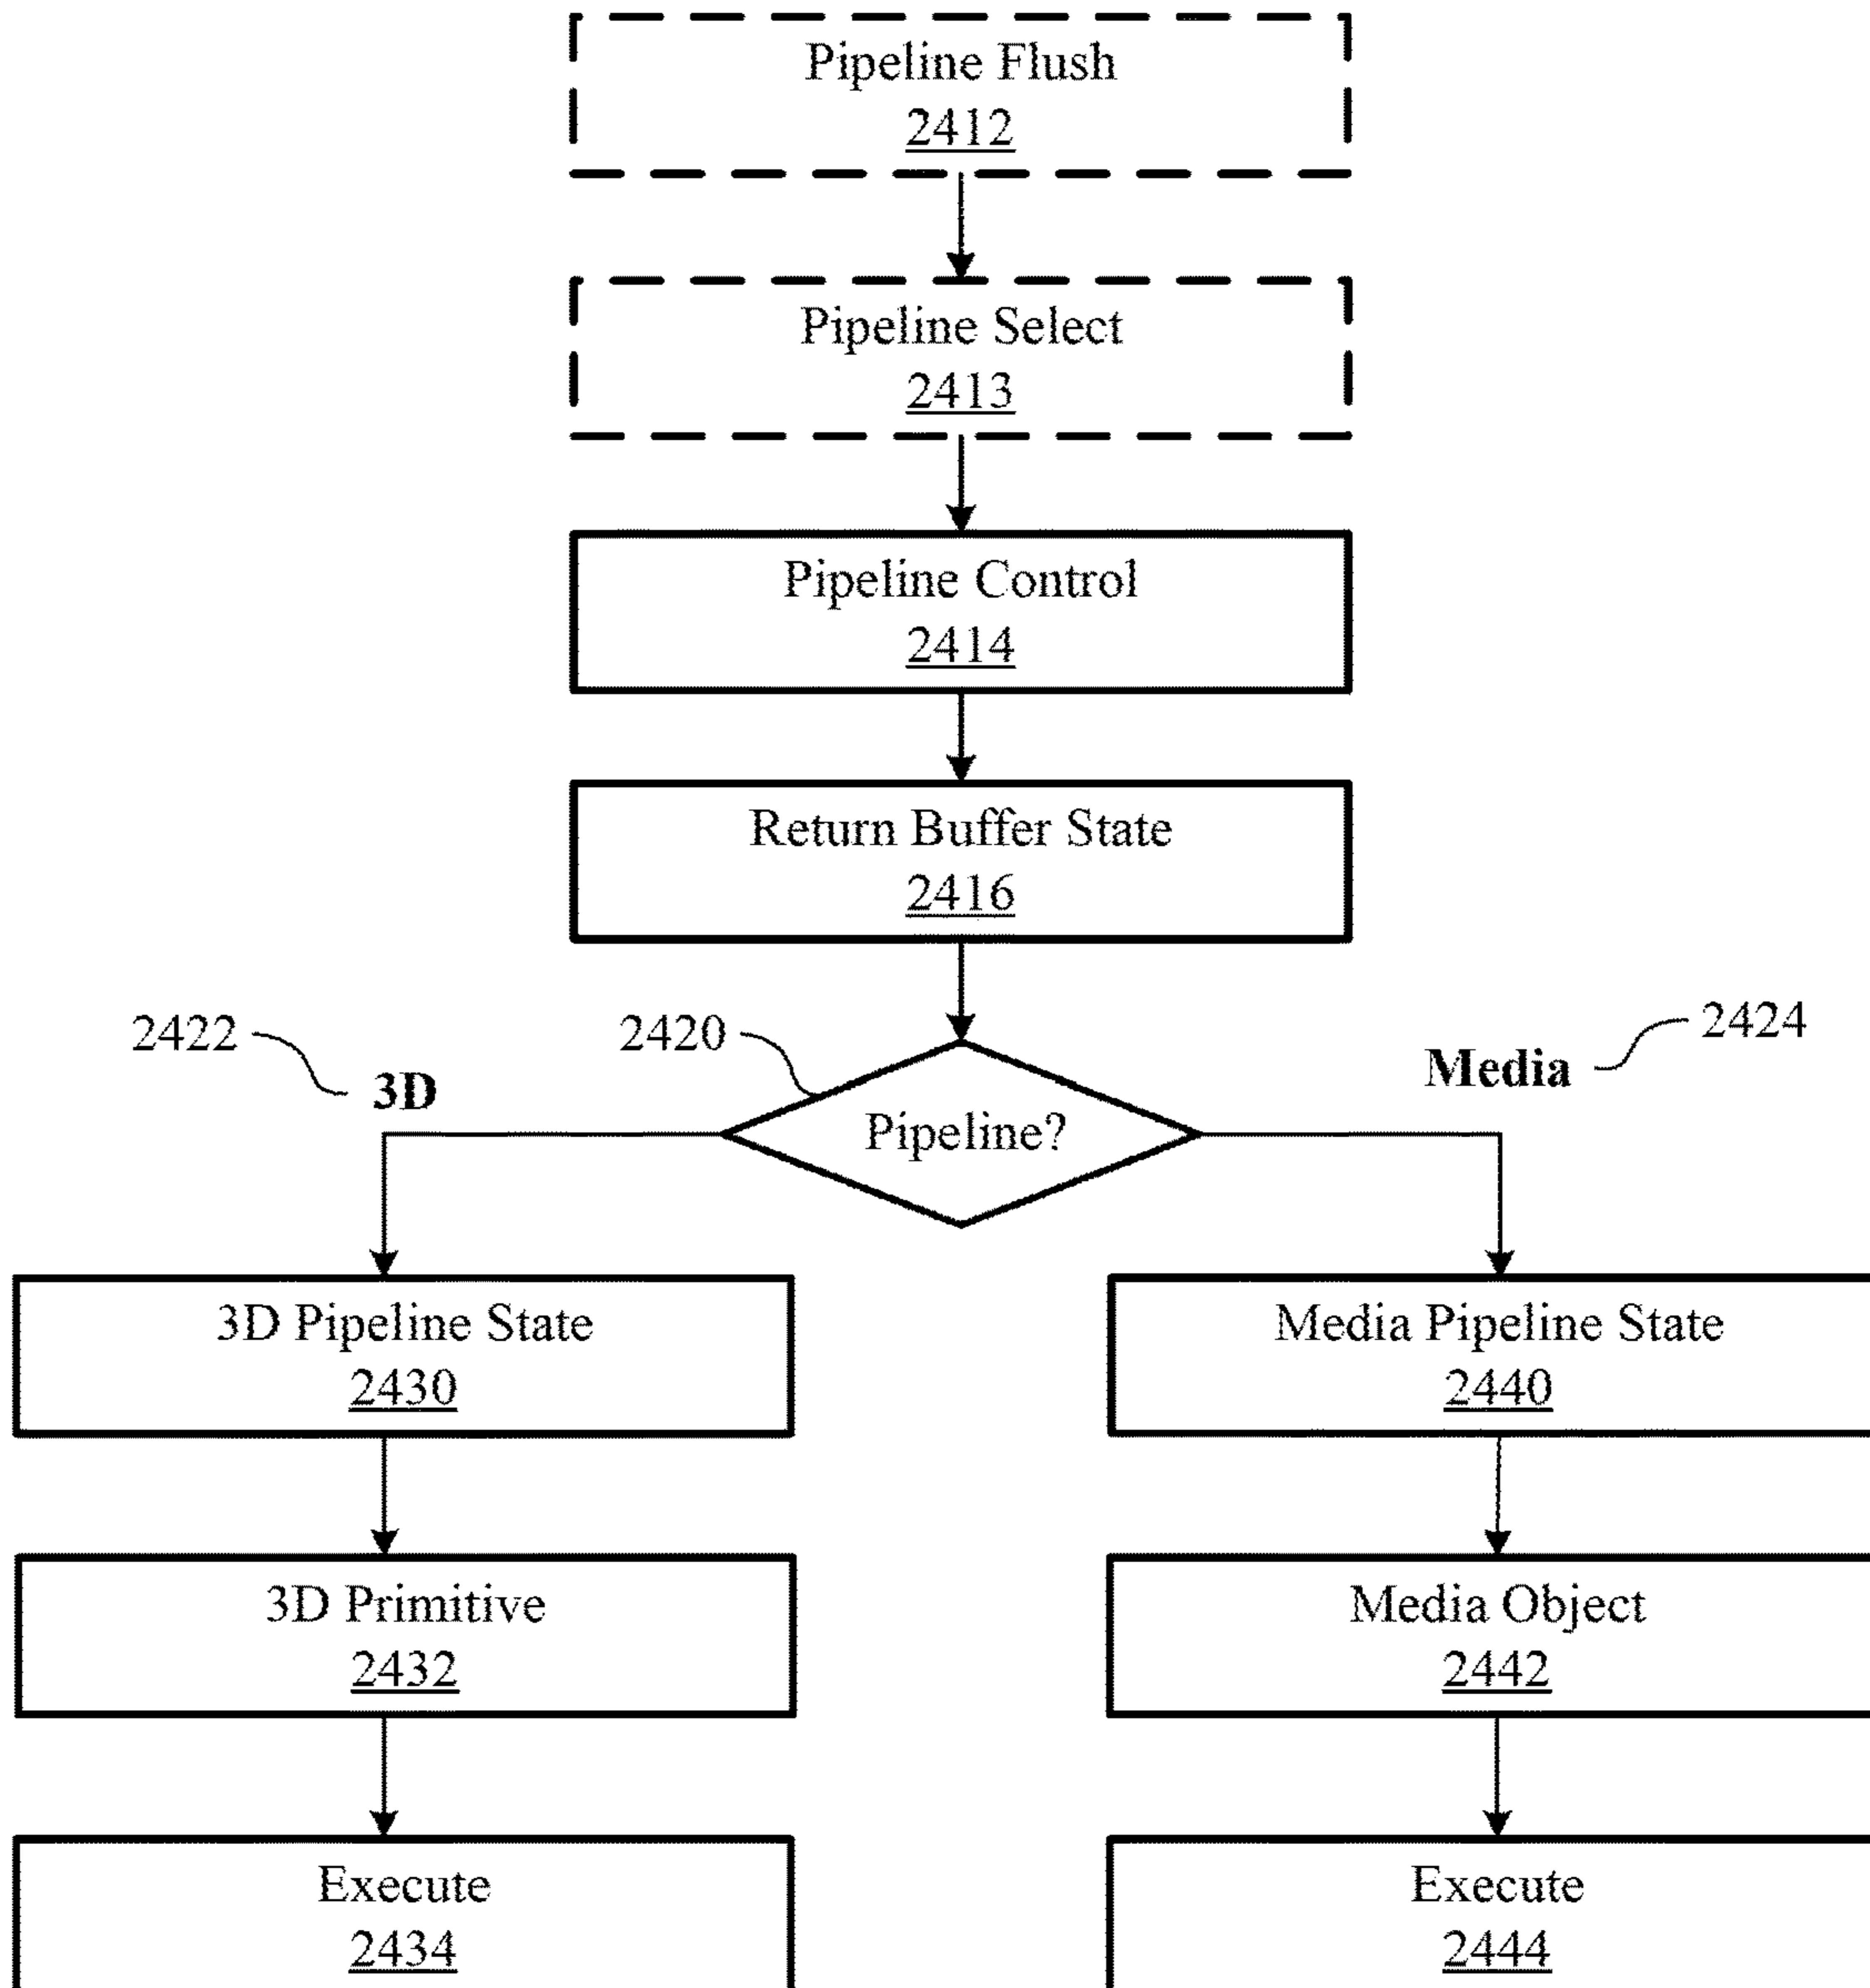 Pipeline Flush
2412
Pipeline Select
2413
Pipeline Control
2414
Return Buffer State
2416
2422
2420
2424
3D
Media
Pipeline?
3D Pipeline State
2430
Media Pipeline State
2440
3D Primitive
2432
Media Object
2442
Execute
2434
Execute
2444